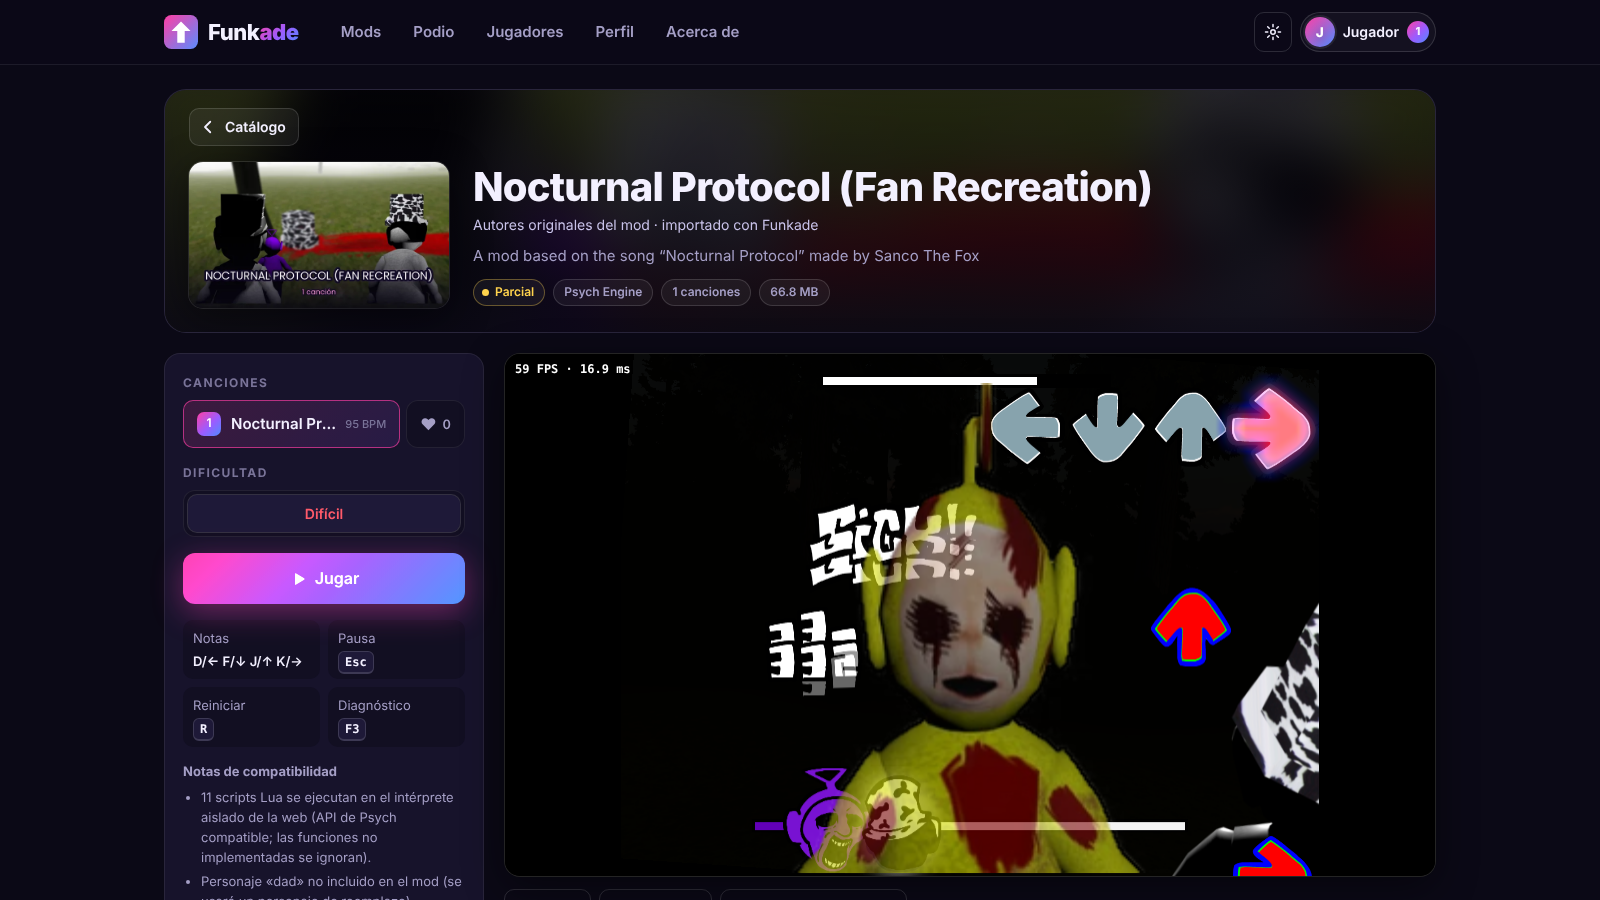 Funkade
Mods
Podio
Jugadores
Perfil
Acerca de
J
Jugador
1
Catálogo
NOCTURNAL PROTOCOL (FAN RECREATION)
1 canción
Nocturnal Protocol (Fan Recreation)
Autores originales del mod · importado con Funkade
A mod based on the song “Nocturnal Protocol” made by Sanco The Fox
Parcial
Psych Engine
1 canciones
66.8 MB
CANCIONES
1
Nocturnal Pr...
95 BPM
0
DIFICULTAD
Difícil
Jugar
Notas
D/← F/↓ J/↑ K/→
Pausa
Esc
Reiniciar
R
Diagnóstico
F3
Notas de compatibilidad
• 11 scripts Lua se ejecutan en el intérprete
aislado de la web (API de Psych
compatible; las funciones no
implementadas se ignoran).
• Personaje «dad» no incluido en el mod (se
59 FPS · 16.9 ms
SiCK!!